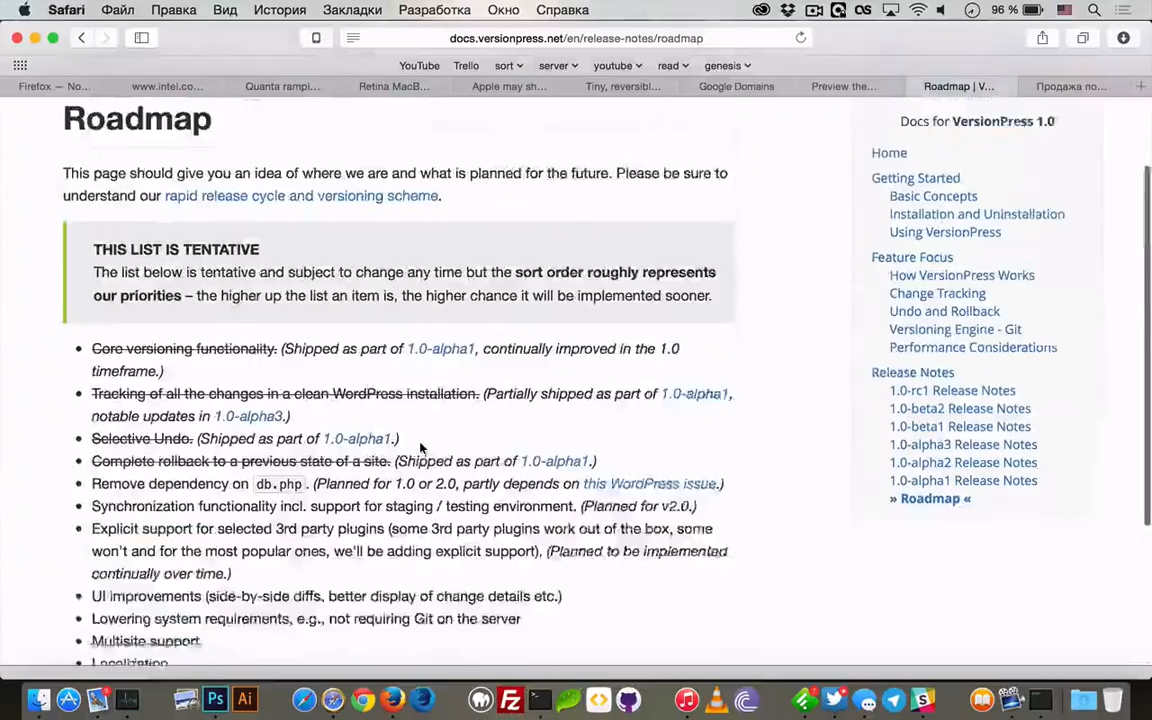 Safari Файл Правка Вид История Закладки Разработка Окно Справка 96 %
docs.versionpress.net/en/release-notes/roadmap
YouTube Trello sort server youtube read genesis
Firefox — No... www.intel.co... Quanta rampi... Retina MacB... Apple may sh... Tiny, reversibl... Google Domains Preview the... Roadmap | V... Продажа по...
Roadmap
This page should give you an idea of where we are and what is planned for the future. Please be sure to
understand our rapid release cycle and versioning scheme.
THIS LIST IS TENTATIVE
The list below is tentative and subject to change any time but the sort order roughly represents
our priorities – the higher up the list an item is, the higher chance it will be implemented sooner.
• Core versioning functionality. (Shipped as part of 1.0-alpha1, continually improved in the 1.0
timeframe.)
• Tracking of all the changes in a clean WordPress installation. (Partially shipped as part of 1.0-alpha1,
notable updates in 1.0-alpha3.)
• Selective Undo. (Shipped as part of 1.0-alpha1.)
• Complete rollback to a previous state of a site. (Shipped as part of 1.0-alpha1.)
• Remove dependency on db.php. (Planned for 1.0 or 2.0, partly depends on this WordPress issue.)
• Synchronization functionality incl. support for staging / testing environment. (Planned for v2.0.)
• Explicit support for selected 3rd party plugins (some 3rd party plugins work out of the box, some
won't and for the most popular ones, we'll be adding explicit support), (Planned to be implemented
continually over time.)
• UI improvements (side-by-side diffs, better display of change details etc.)
• Lowering system requirements, e.g., not requiring Git on the server
• Multisite support
• Localization
Docs for VersionPress 1.0
Home
Getting Started
Basic Concepts
Installation and Uninstallation
Using VersionPress
Feature Focus
How VersionPress Works
Change Tracking
Undo and Rollback
Versioning Engine - Git
Performance Considerations
Release Notes
1.0-rc1 Release Notes
1.0-beta2 Release Notes
1.0-beta1 Release Notes
1.0-alpha3 Release Notes
1.0-alpha2 Release Notes
1.0-alpha1 Release Notes
» Roadmap «
Ps Ai